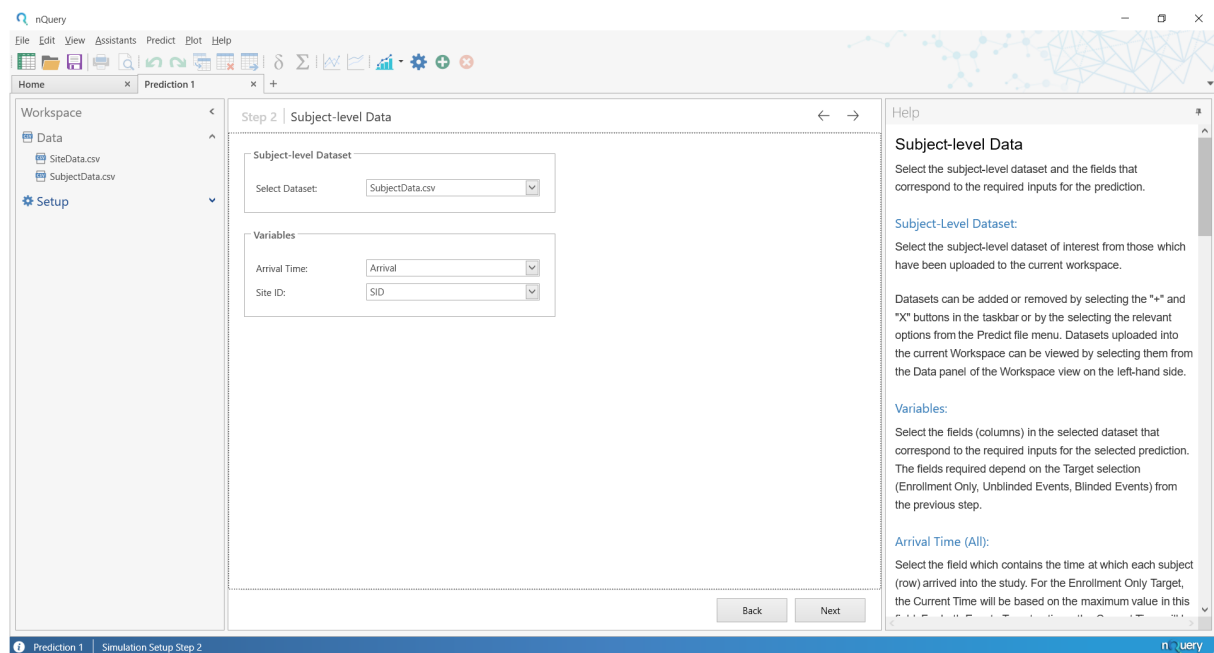 nQuery
File Edit View Assistants Predict Plot Help
Home × Prediction 1 × +
Workspace
Data
SiteData.csv
SubjectData.csv
Setup
Step 2 | Subject-level Data
Subject-level Dataset
Select Dataset: SubjectData.csv
Variables
Arrival Time: Arrival
Site ID: SID
Back Next
Help
Subject-level Data
Select the subject-level dataset and the fields that
correspond to the required inputs for the prediction.
Subject-Level Dataset:
Select the subject-level dataset of interest from those which
have been uploaded to the current workspace.
Datasets can be added or removed by selecting the "+" and
"X" buttons in the taskbar or by the selecting the relevant
options from the Predict file menu. Datasets uploaded into
the current Workspace can be viewed by selecting them from
the Data panel of the Workspace view on the left-hand side.
Variables:
Select the fields (columns) in the selected dataset that
correspond to the required inputs for the selected prediction.
The fields required depend on the Target selection
(Enrollment Only, Unblinded Events, Blinded Events) from
the previous step.
Arrival Time (All):
Select the field which contains the time at which each subject
(row) arrived into the study. For the Enrollment Only Target,
the Current Time will be based on the maximum value in this
Prediction 1 | Simulation Setup Step 2
nQuery